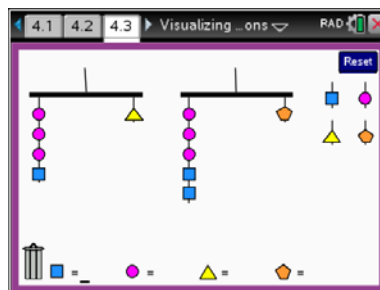 4.1 4.2 4.3 Visualizing ...ons RAD
Reset
= _ = = =